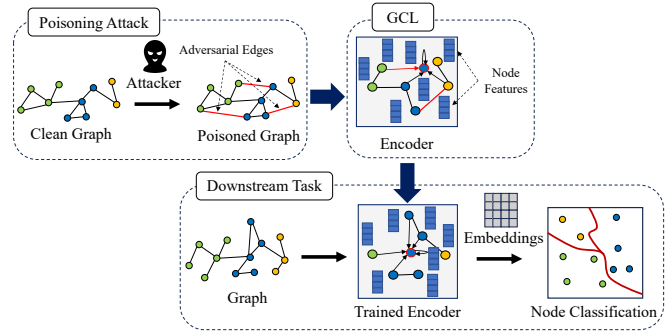 Poisoning Attack
GCL
Adversarial Edges
Attacker
Node
Features
Clean Graph
Poisoned Graph
Encoder
Downstream Task
Embeddings
Graph
Trained Encoder
Node Classification